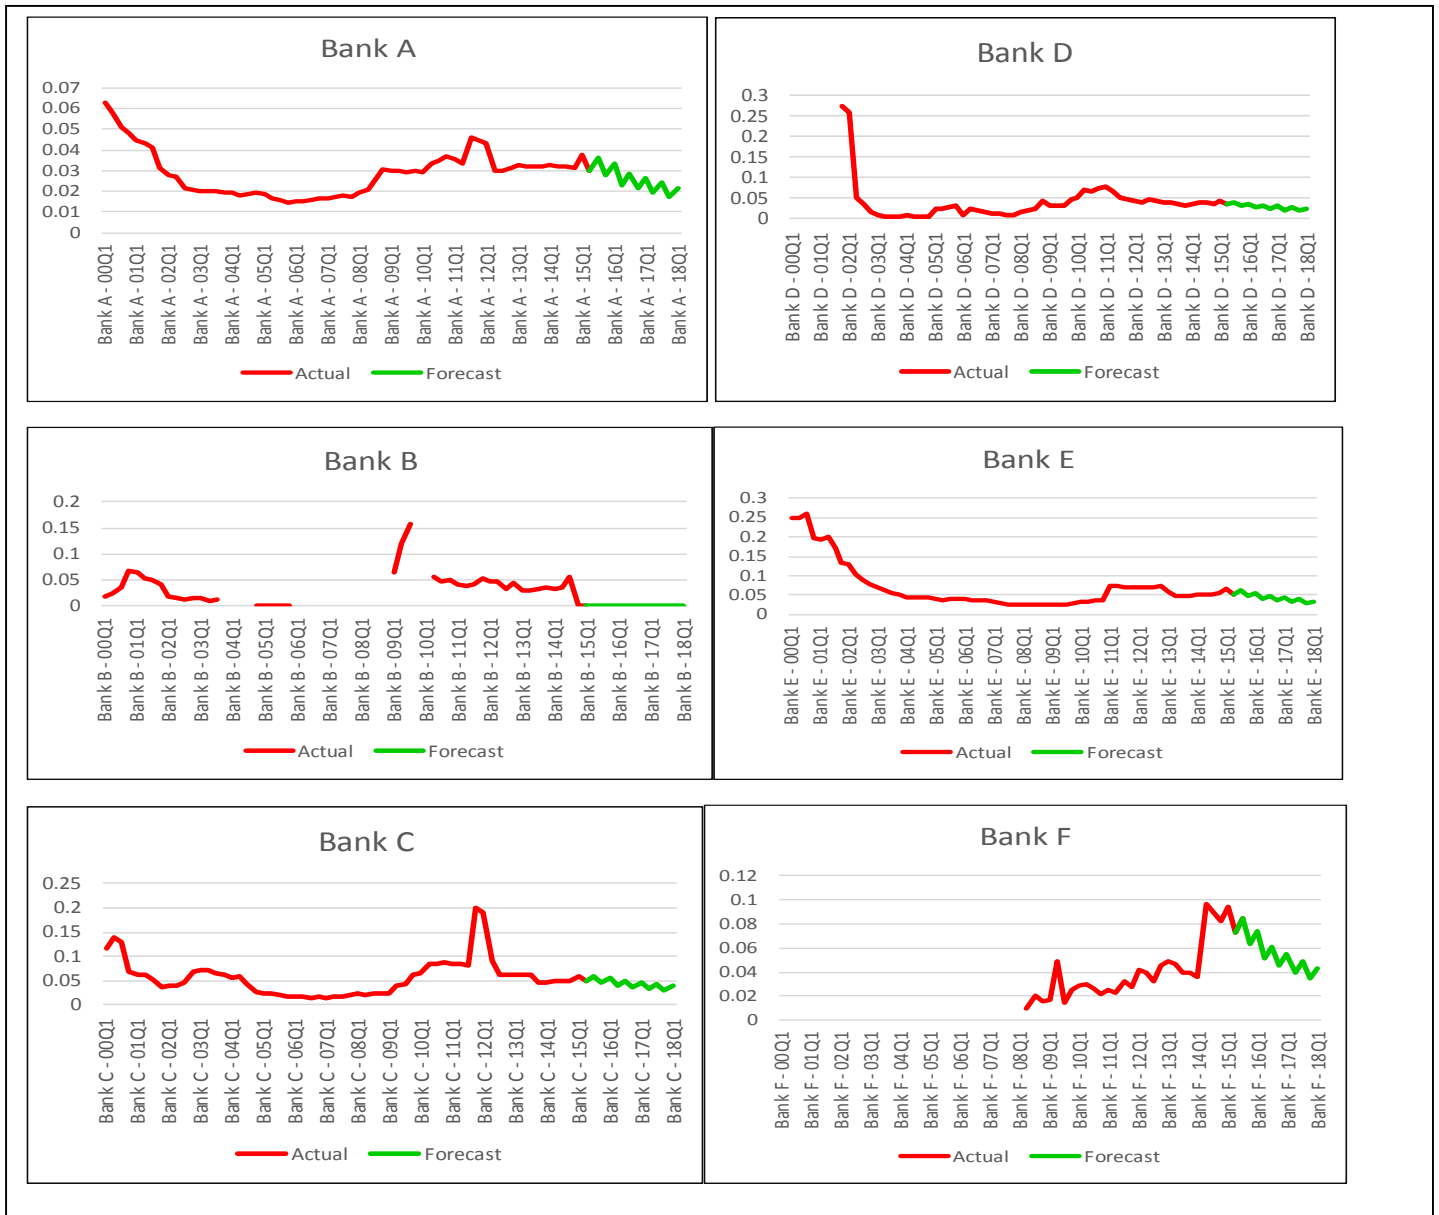 Bank A
0.07
0.06
0.05
0.04
0.03
0.02
0.01
0
Bank A - 00Q1
Bank A - 01Q1
Bank A - 02Q1
Bank A - 03Q1
Bank A - 04Q1
Bank A - 05Q1
Bank A - 06Q1
Bank A - 07Q1
Bank A - 08Q1
Bank A - 09Q1
Bank A - 10Q1
Bank A - 11Q1
Bank A - 12Q1
Bank A - 13Q1
Bank A - 14Q1
Bank A - 15Q1
Bank A - 16Q1
Bank A - 17Q1
Bank A - 18Q1
Actual Forecast
Bank D
0.3
0.25
0.2
0.15
0.1
0.05
0
Bank D - 00Q1
Bank D - 01Q1
Bank D - 02Q1
Bank D - 03Q1
Bank D - 04Q1
Bank D - 05Q1
Bank D - 06Q1
Bank D - 07Q1
Bank D - 08Q1
Bank D - 09Q1
Bank D - 10Q1
Bank D - 11Q1
Bank D - 12Q1
Bank D - 13Q1
Bank D - 14Q1
Bank D - 15Q1
Bank D - 16Q1
Bank D - 17Q1
Bank D - 18Q1
Actual Forecast
Bank B
0.2
0.15
0.1
0.05
0
Bank B - 00Q1
Bank B - 01Q1
Bank B - 02Q1
Bank B - 03Q1
Bank B - 04Q1
Bank B - 05Q1
Bank B - 06Q1
Bank B - 07Q1
Bank B - 08Q1
Bank B - 09Q1
Bank B - 10Q1
Bank B - 11Q1
Bank B - 12Q1
Bank B - 13Q1
Bank B - 14Q1
Bank B - 15Q1
Bank B - 16Q1
Bank B - 17Q1
Bank B - 18Q1
Actual Forecast
Bank E
0.3
0.25
0.2
0.15
0.1
0.05
0
Bank E - 00Q1
Bank E - 01Q1
Bank E - 02Q1
Bank E - 03Q1
Bank E - 04Q1
Bank E - 05Q1
Bank E - 06Q1
Bank E - 07Q1
Bank E - 08Q1
Bank E - 09Q1
Bank E - 10Q1
Bank E - 11Q1
Bank E - 12Q1
Bank E - 13Q1
Bank E - 14Q1
Bank E - 15Q1
Bank E - 16Q1
Bank E - 17Q1
Bank E - 18Q1
Actual Forecast
Bank C
0.25
0.2
0.15
0.1
0.05
0
Bank C - 00Q1
Bank C - 01Q1
Bank C - 02Q1
Bank C - 03Q1
Bank C - 04Q1
Bank C - 05Q1
Bank C - 06Q1
Bank C - 07Q1
Bank C - 08Q1
Bank C - 09Q1
Bank C - 10Q1
Bank C - 11Q1
Bank C - 12Q1
Bank C - 13Q1
Bank C - 14Q1
Bank C - 15Q1
Bank C - 16Q1
Bank C - 17Q1
Bank C - 18Q1
Actual Forecast
Bank F
0.12
0.1
0.08
0.06
0.04
0.02
0
Bank F - 00Q1
Bank F - 01Q1
Bank F - 02Q1
Bank F - 03Q1
Bank F - 04Q1
Bank F - 05Q1
Bank F - 06Q1
Bank F - 07Q1
Bank F - 08Q1
Bank F - 09Q1
Bank F - 10Q1
Bank F - 11Q1
Bank F - 12Q1
Bank F - 13Q1
Bank F - 14Q1
Bank F - 15Q1
Bank F - 16Q1
Bank F - 17Q1
Bank F - 18Q1
Actual Forecast